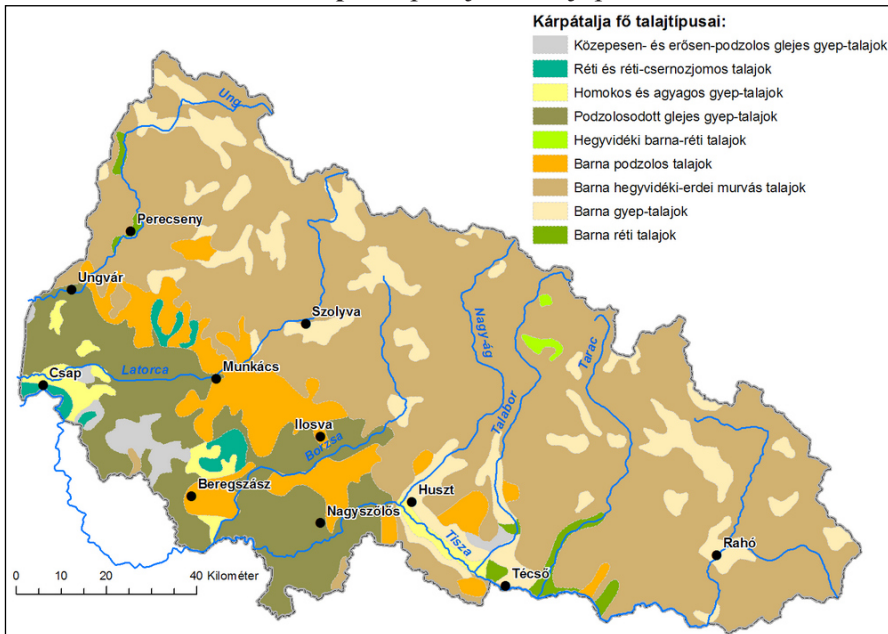 Kárpátalja fő talajtípusai:
Közepesen- és erősen-podzolos glejes gyep-talajok
Réti és réti-csernozjomos talajok
Homokos és agyagos gyep-talajok
Podzolosodott glejes gyep-talajok
Hegyvidéki barna-réti talajok
Barna podzolos talajok
Barna hegyvidéki-erdei murvás talajok
Barna gyep-talajok
Barna réti talajok
Ung
Perecseny
Ungvár
Szolyva
Nagy-ág
Tarac
Csap
Latorca
Munkács
Talabor
Ilosva
Borzsa
Beregszász
Huszt
Nagyszőlős
Tisza
Rahó
Técső
0 10 20 40 Kilométer